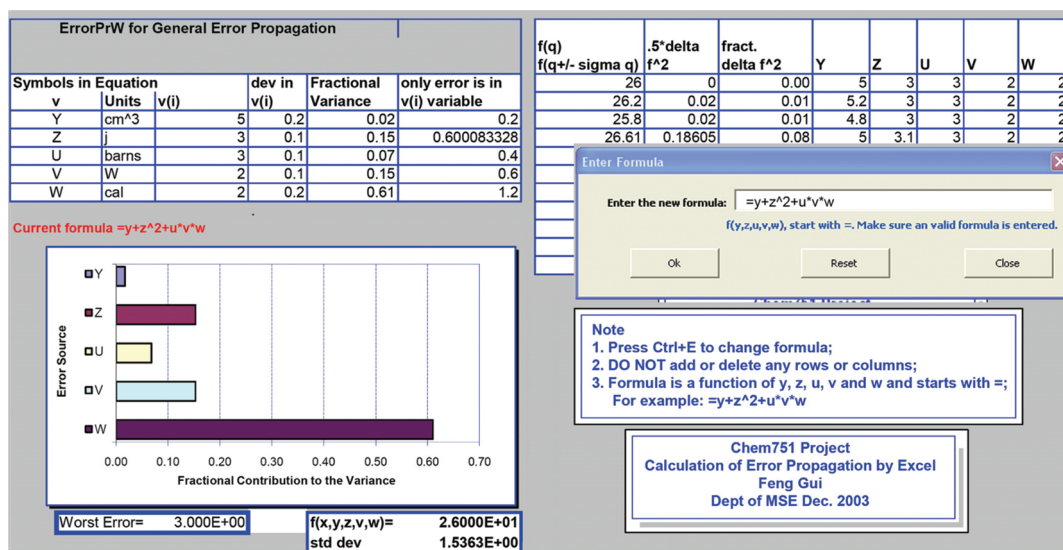 ErrorPrW for General Error Propagation
Symbols in Equation dev in Fractional only error is in
v Units v(i) v(i) Variance v(i) variable
Y cm^3 5 0.2 0.02 0.2
Z j 3 0.1 0.15 0.600083328
U barns 3 0.1 0.07 0.4
V W 2 0.1 0.15 0.6
W cal 2 0.2 0.61 1.2
Current formula =y+z^2+u*v*w
Error Source
Y
Z
U
V
W
0.00 0.10 0.20 0.30 0.40 0.50 0.60 0.70
Fractional Contribution to the Variance
Worst Error= 3.000E+00
f(x,y,z,v,w)= 2.6000E+01
std dev 1.5363E+00
f(q) .5*delta fract.
f(q+/- sigma q) f^2 delta f^2 Y Z U V W
26 0 0.00 5 3 3 2 2
26.2 0.02 0.01 5.2 3 3 2 2
25.8 0.02 0.01 4.8 3 3 2 2
26.61 0.18605 0.08 5 3.1 3 2 2
Enter Formula
Enter the new formula: =y+z^2+u*v*w
f(y,z,u,v,w), start with =. Make sure an valid formula is entered.
Ok Reset Close
Chem751 Project
Note
1. Press Ctrl+E to change formula;
2. DO NOT add or delete any rows or columns;
3. Formula is a function of y, z, u, v and w and starts with =;
For example: =y+z^2+u*v*w
Chem751 Project
Calculation of Error Propagation by Excel
Feng Gui
Dept of MSE Dec. 2003